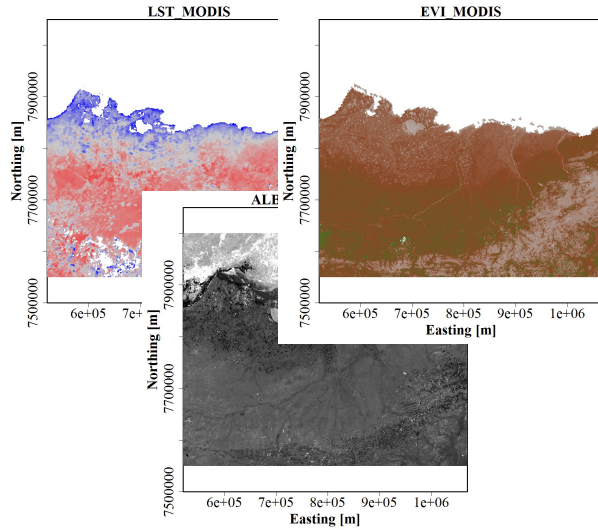 LST_MODIS
Northing [m]
7500000
7700000
7900000
6e+05
EVI_MODIS
Northing [m]
7500000
7700000
7900000
6e+05 7e+05 8e+05 9e+05 1e+06
Easting [m]
ALB
Northing [m]
7500000
7700000
7900000
6e+05 7e+05 8e+05 9e+05 1e+06
Easting [m]